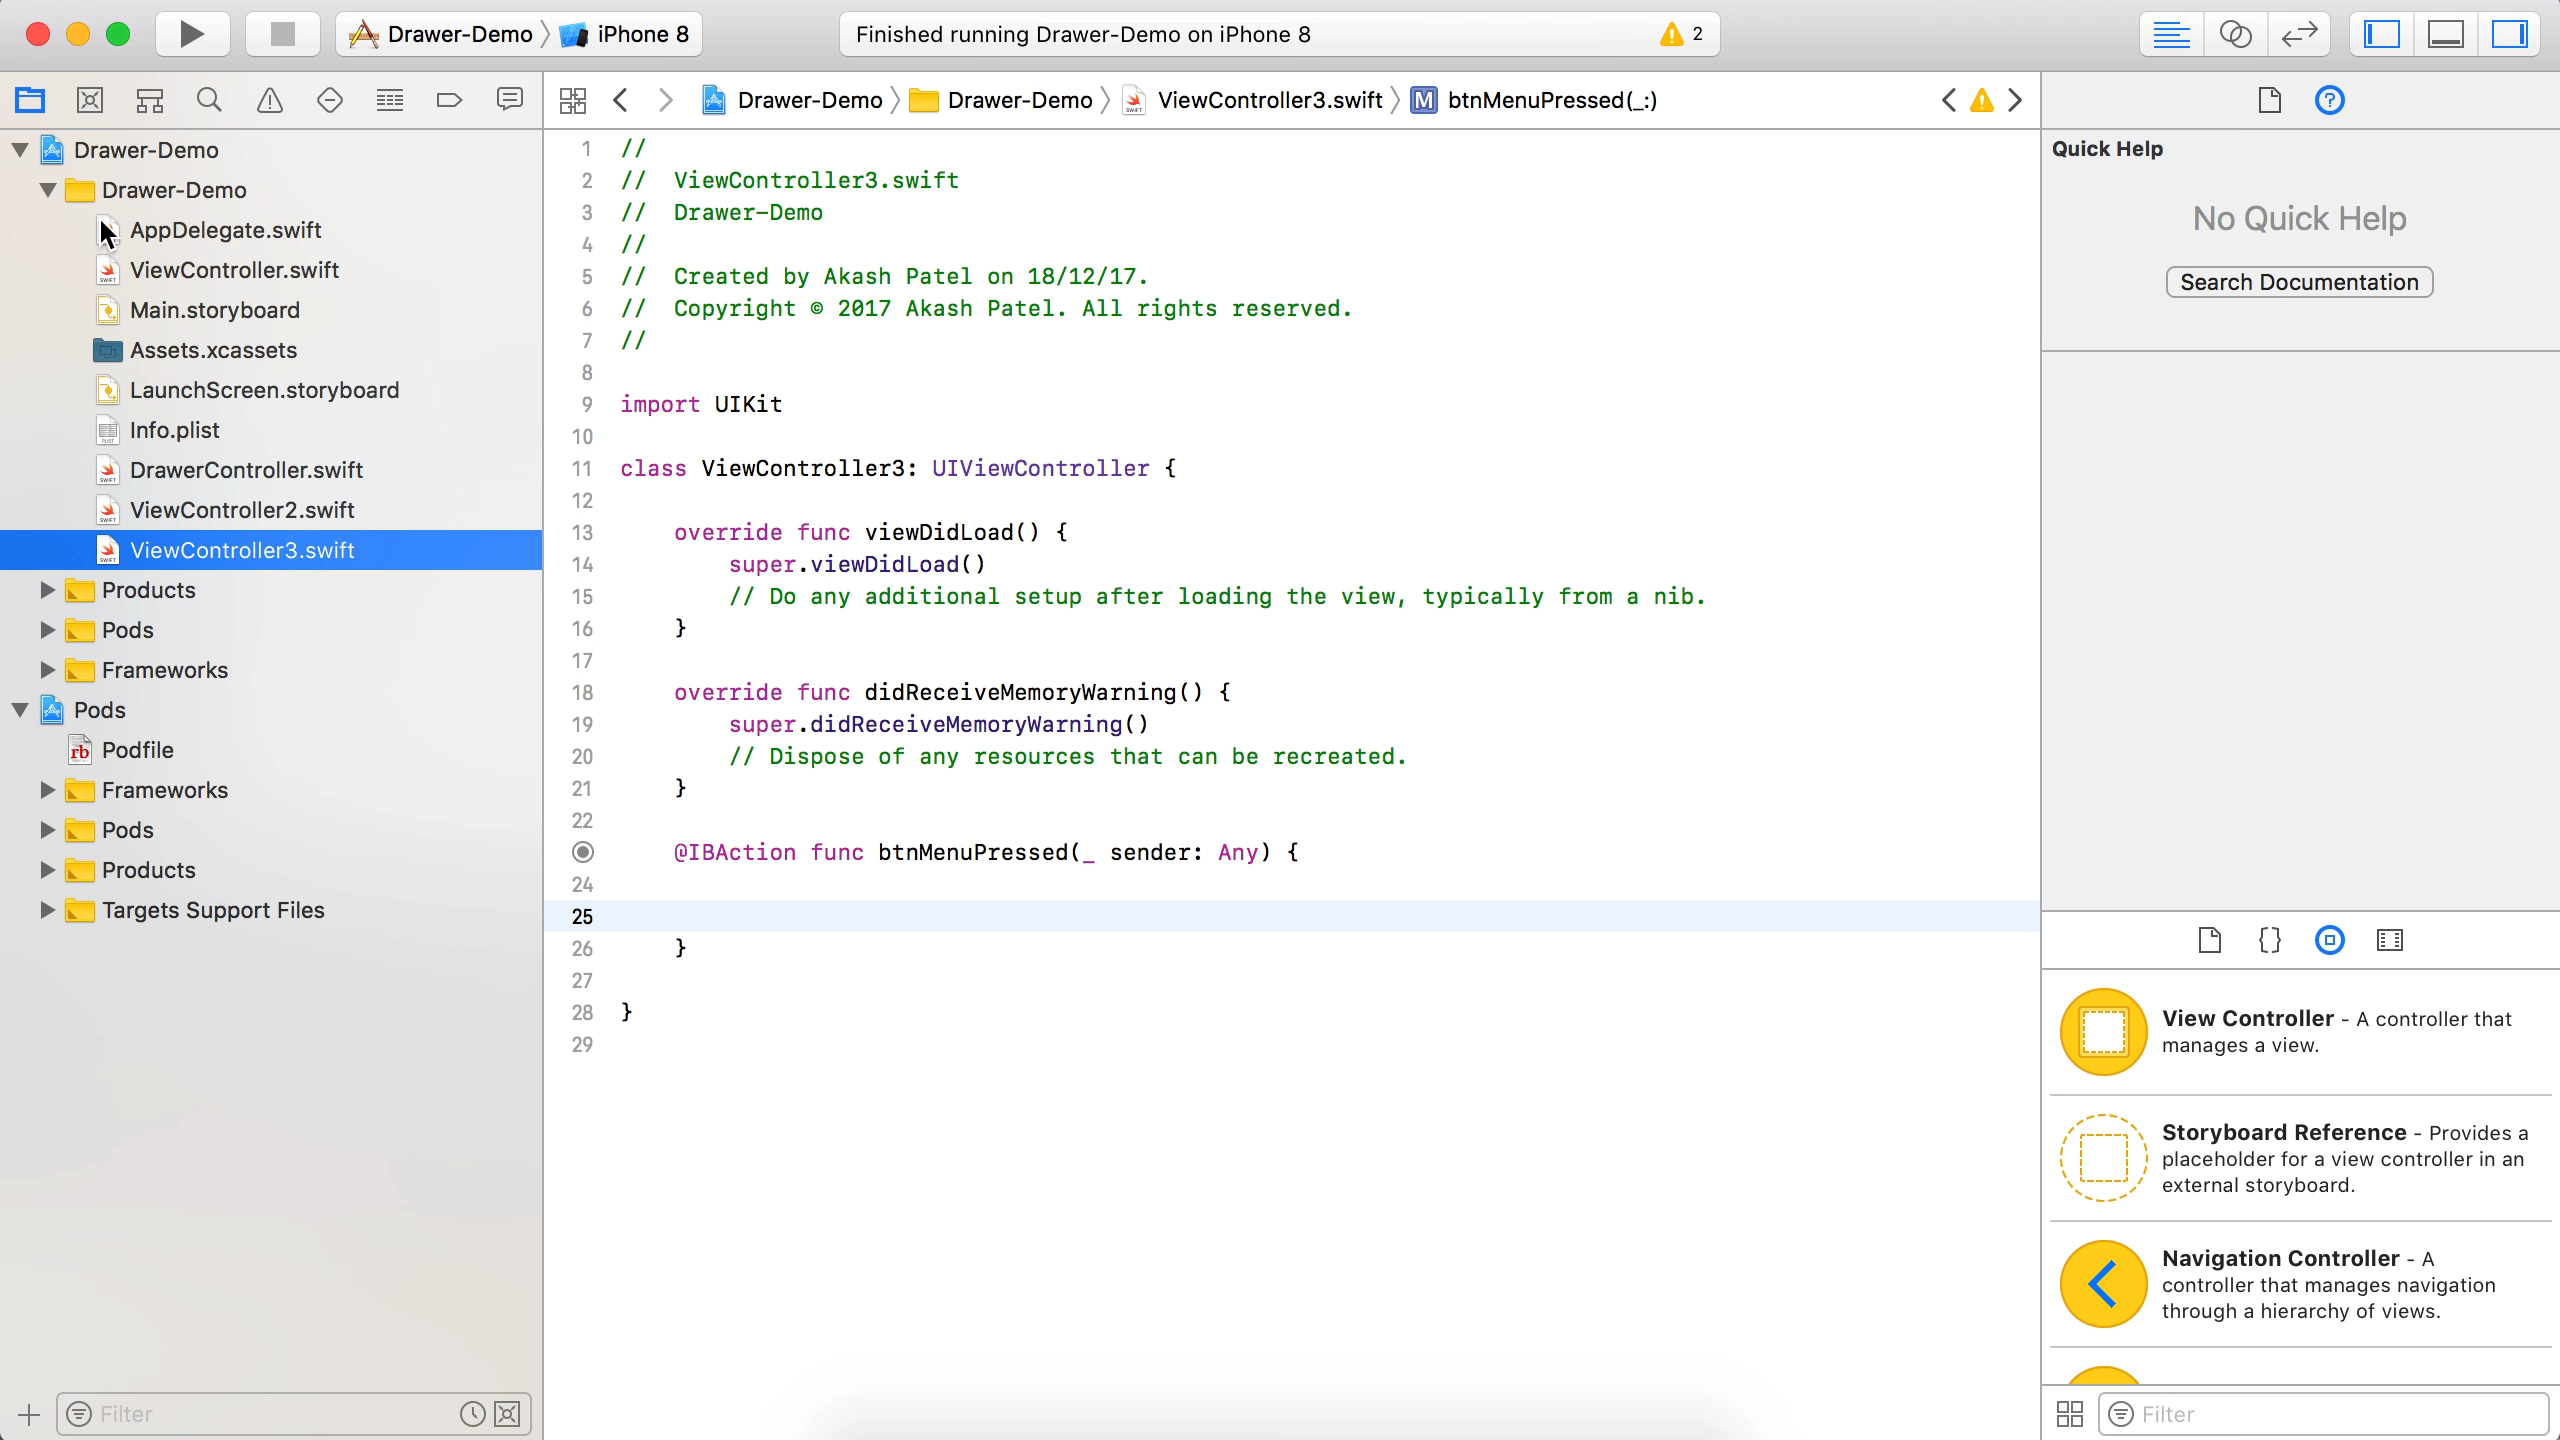 Drawer-Demo iPhone 8
Finished running Drawer-Demo on iPhone 8 2
Drawer-Demo Drawer-Demo ViewController3.swift M btnMenuPressed(_:)
Drawer-Demo
Drawer-Demo
AppDelegate.swift
ViewController.swift
Main.storyboard
Assets.xcassets
LaunchScreen.storyboard
Info.plist
DrawerController.swift
ViewController2.swift
ViewController3.swift
Products
Pods
Frameworks
Pods
rb Podfile
Frameworks
Pods
Products
Targets Support Files
Filter
1 //
2 //  ViewController3.swift
3 //  Drawer-Demo
4 //
5 //  Created by Akash Patel on 18/12/17.
6 //  Copyright © 2017 Akash Patel. All rights reserved.
7 //
8
9 import UIKit
10
11 class ViewController3: UIViewController {
12
13     override func viewDidLoad() {
14         super.viewDidLoad()
15         // Do any additional setup after loading the view, typically from a nib.
16     }
17
18     override func didReceiveMemoryWarning() {
19         super.didReceiveMemoryWarning()
20         // Dispose of any resources that can be recreated.
21     }
22
@IBAction func btnMenuPressed(_ sender: Any) {
24
25
26     }
27
28 }
29
Quick Help
No Quick Help
Search Documentation
{}
View Controller - A controller that
manages a view.
Storyboard Reference - Provides a
placeholder for a view controller in an
external storyboard.
Navigation Controller - A
controller that manages navigation
through a hierarchy of views.
Filter